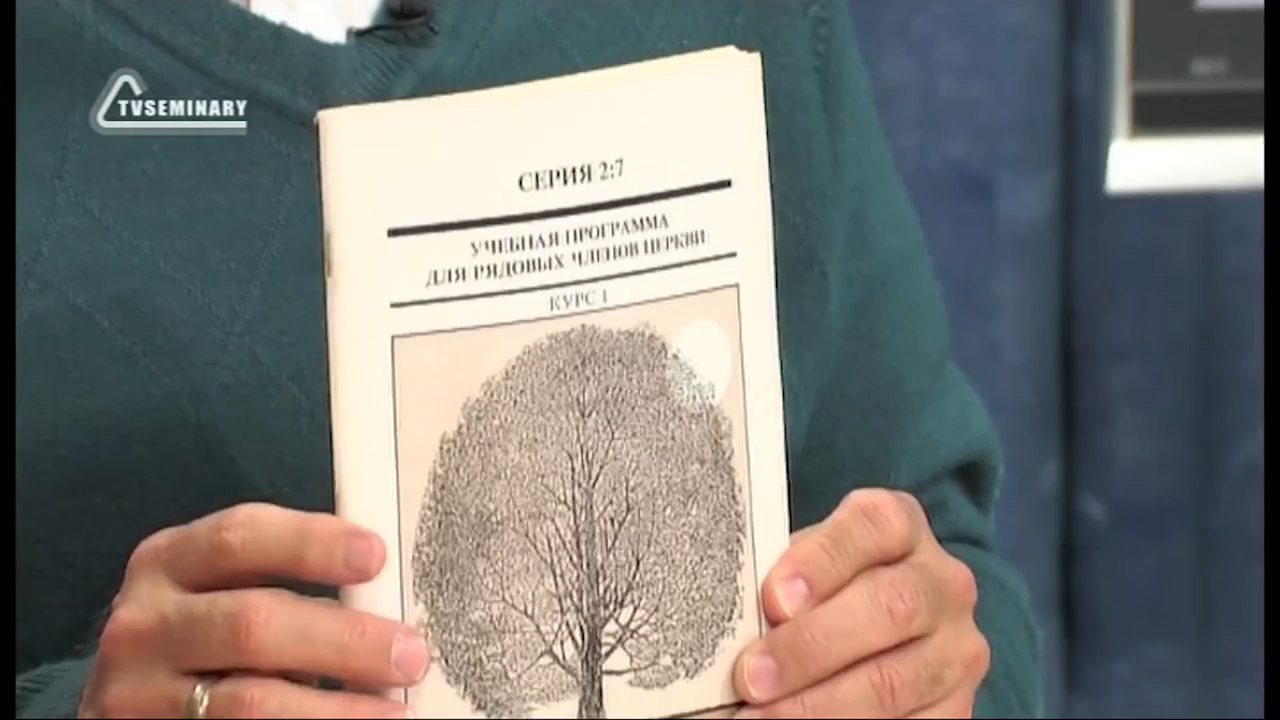 TVSEMINARY
СЕРИЯ 2:7
УЧЕБНАЯ ПРОГРАММА
ДЛЯ РЯДОВЫХ ЧЛЕНОВ ЦЕРКВИ
КУРС 1